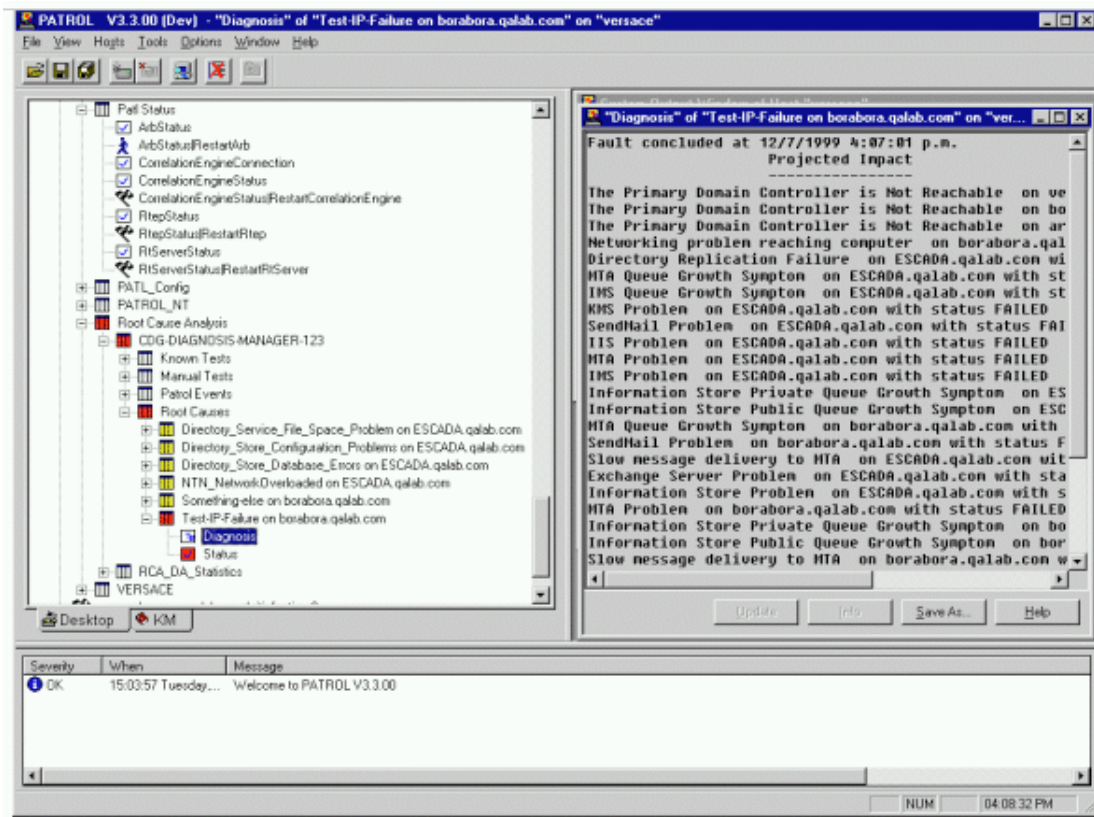 PATROL V3.3.00 (Dev) - "Diagnosis" of "Test-IP-Failure on borabora.qalab.com" on "versace"
File View Hosts Tools Options Window Help
Patl Status
ArbStatus
ArbStatus|RestartArb
CorrelationEngineConnection
CorrelationEngineStatus
CorrelationEngineStatus|RestartCorrelationEngine
RtepStatus
RtepStatus|RestartRtep
RtServerStatus
RtServerStatus|RestartRtServer
PATL_Config
PATROL_NT
Root Cause Analysis
CDG-DIAGNOSIS-MANAGER-123
Known Tests
Manual Tests
Patrol Events
Root Causes
Directory_Service_File_Space_Problem on ESCADA.qalab.com
Directory_Store_Configuration_Problems on ESCADA.qalab.com
Directory_Store_Database_Errors on ESCADA.qalab.com
NTN_NetworkOverloaded on ESCADA.qalab.com
Something-else on borabora.qalab.com
Test-IP-Failure on borabora.qalab.com
Diagnosis
Status
RCA_DA_Statistics
VERSACE
Desktop KM
"Diagnosis" of "Test-IP-Failure on borabora.qalab.com" on "ver...
Fault concluded at 12/7/1999 4:07:01 p.m.
Projected Impact
----------------
The Primary Domain Controller is Not Reachable on ve
The Primary Domain Controller is Not Reachable on bo
The Primary Domain Controller is Not Reachable on ar
Networking problem reaching computer on borabora.qal
Directory Replication Failure on ESCADA.qalab.com wi
MTA Queue Growth Symptom on ESCADA.qalab.com with st
IMS Queue Growth Symptom on ESCADA.qalab.com with st
KMS Problem on ESCADA.qalab.com with status FAILED
SendMail Problem on ESCADA.qalab.com with status FAI
IIS Problem on ESCADA.qalab.com with status FAILED
MTA Problem on ESCADA.qalab.com with status FAILED
IMS Problem on ESCADA.qalab.com with status FAILED
Information Store Private Queue Growth Symptom on ES
Information Store Public Queue Growth Symptom on ESC
MTA Queue Growth Symptom on borabora.qalab.com with
SendMail Problem on borabora.qalab.com with status F
Slow message delivery to MTA on ESCADA.qalab.com wit
Exchange Server Problem on ESCADA.qalab.com with sta
Information Store Problem on ESCADA.qalab.com with s
MTA Problem on borabora.qalab.com with status FAILED
Information Store Private Queue Growth Symptom on bo
Information Store Public Queue Growth Symptom on bor
Slow message delivery to MTA on borabora.qalab.com w
Update Info Save As... Help
Severity When Message
OK 15:03:57 Tuesday,... Welcome to PATROL V3.3.00
NUM 04:08:32 PM